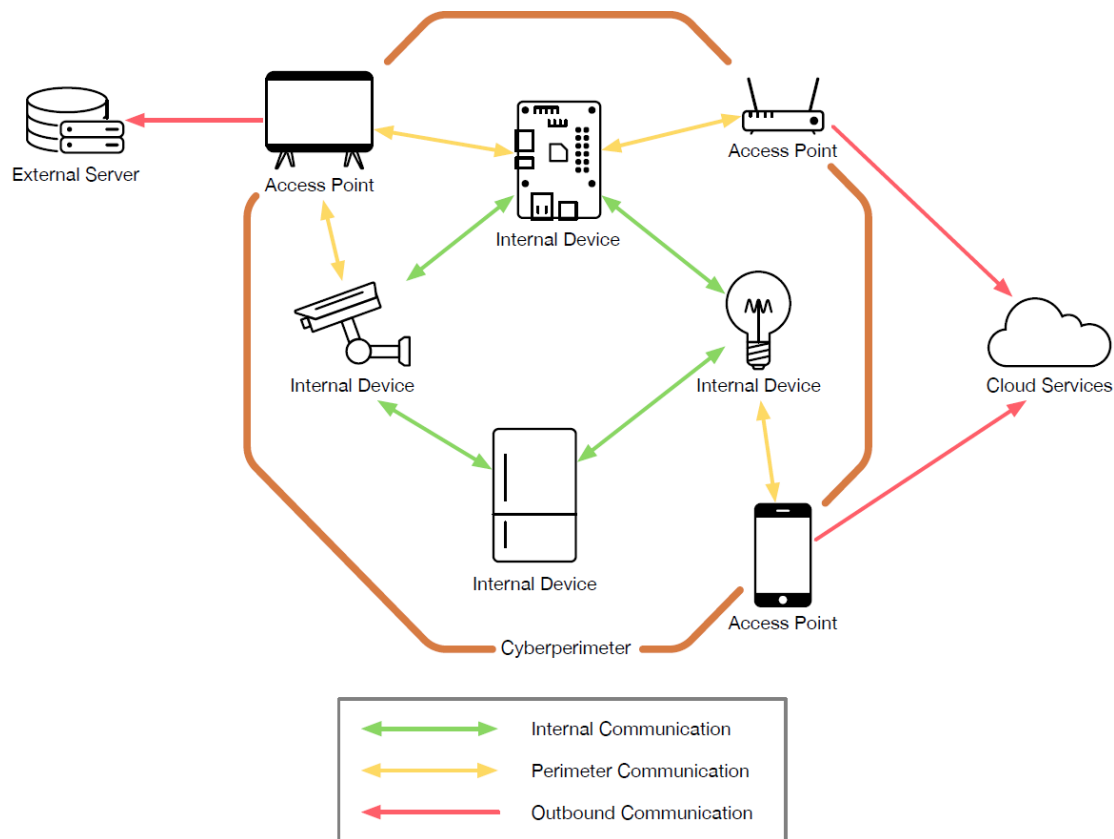 External Server
Access Point
Access Point
Internal Device
Internal Device
Internal Device
Cloud Services
Internal Device
Access Point
Cyberperimeter
Internal Communication
Perimeter Communication
Outbound Communication